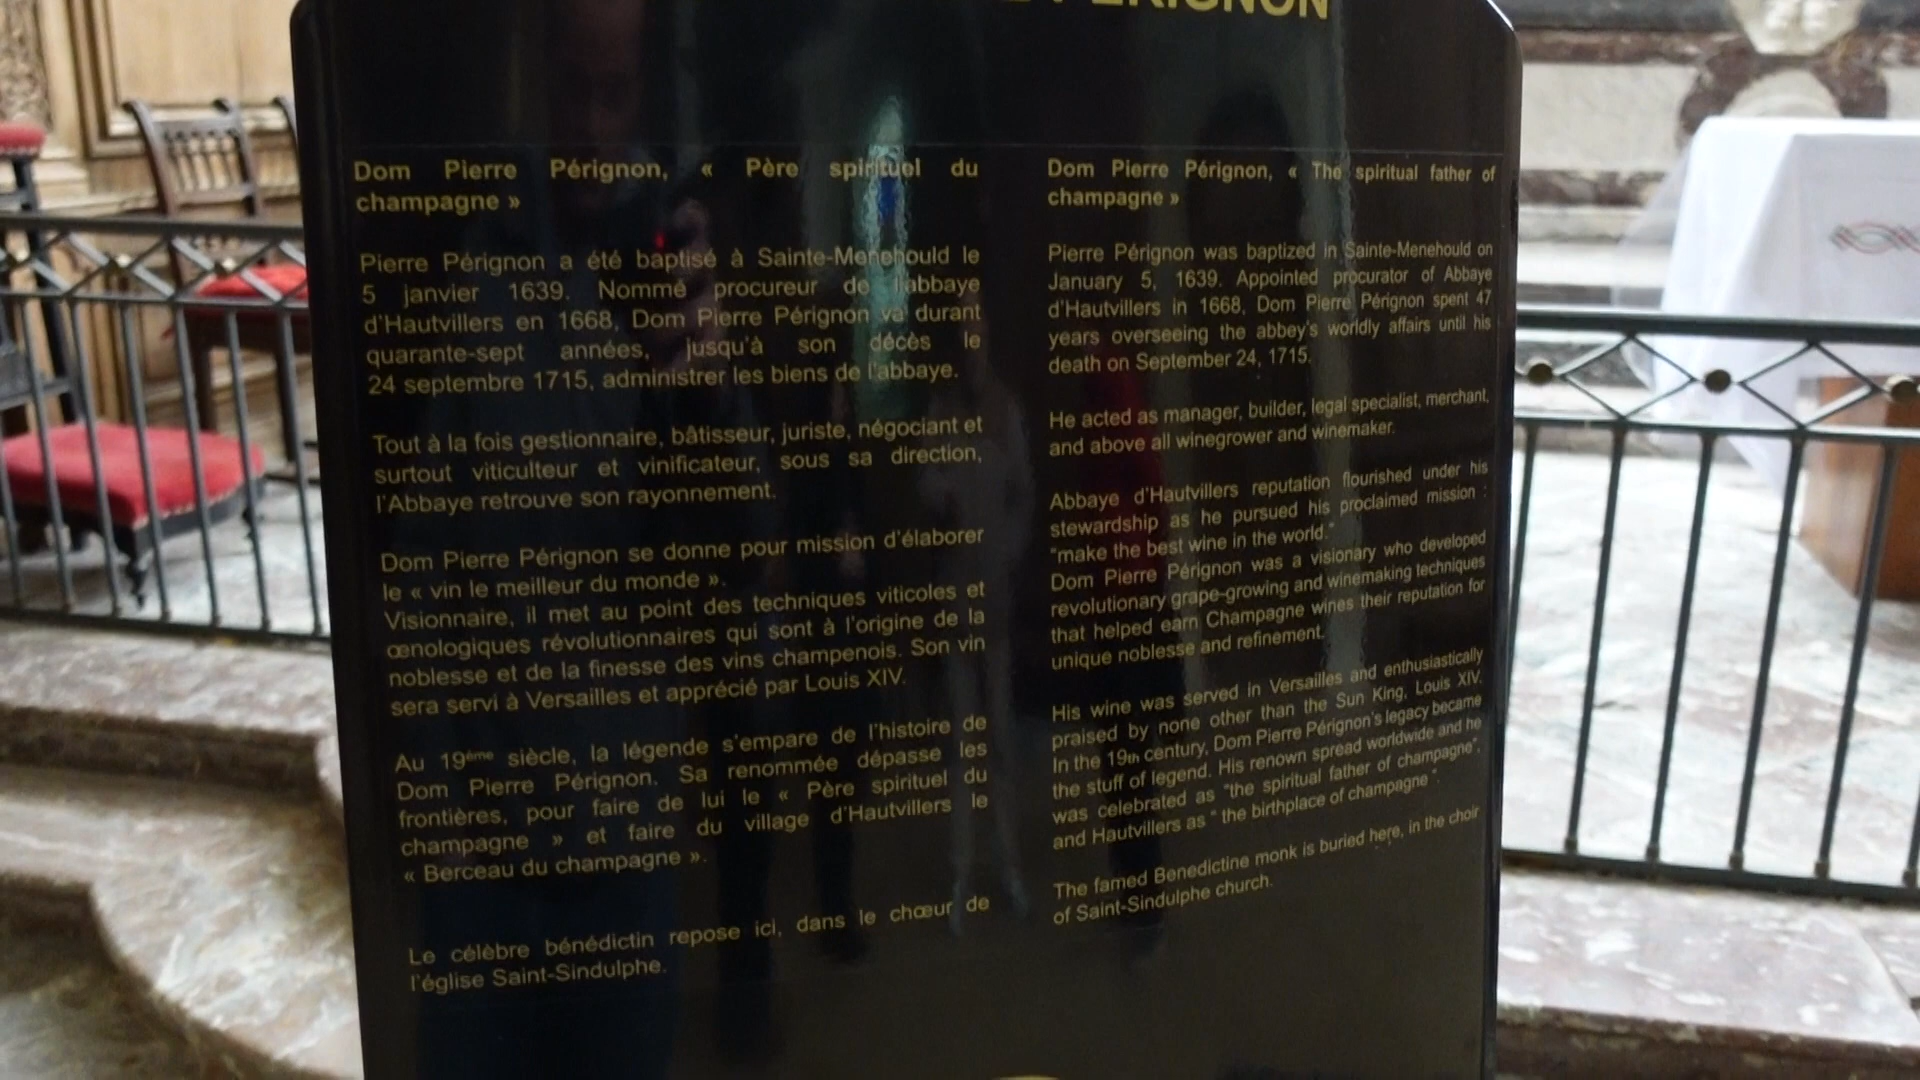 PÉRIGNON
Dom Pierre Pérignon, « Père spirituel du
champagne »
Pierre Pérignon a été baptisé à Sainte-Menehould le
5 janvier 1639. Nommé procureur de l'abbaye
d'Hautvillers en 1668, Dom Pierre Pérignon va durant
quarante-sept années, jusqu'à son décès le
24 septembre 1715, administrer les biens de l'abbaye.
Tout à la fois gestionnaire, bâtisseur, juriste, négociant et
surtout viticulteur et vinificateur, sous sa direction,
l'Abbaye retrouve son rayonnement.
Dom Pierre Pérignon se donne pour mission d'élaborer
le « vin le meilleur du monde ».
Visionnaire, il met au point des techniques viticoles et
œnologiques révolutionnaires qui sont à l'origine de la
noblesse et de la finesse des vins champenois. Son vin
sera servi à Versailles et apprécié par Louis XIV.
Au 19ème siècle, la légende s'empare de l'histoire de
Dom Pierre Pérignon. Sa renommée dépasse les
frontières, pour faire de lui le « Père spirituel du
champagne » et faire du village d'Hautvillers le
« Berceau du champagne ».
Le célèbre bénédictin repose ici, dans le chœur de
l'église Saint-Sindulphe.
Dom Pierre Pérignon, « The spiritual father of
champagne »
Pierre Pérignon was baptized in Sainte-Menehould on
January 5, 1639. Appointed procurator of Abbaye
d'Hautvillers in 1668, Dom Pierre Pérignon spent 47
years overseeing the abbey's worldly affairs until his
death on September 24, 1715.
He acted as manager, builder, legal specialist, merchant,
and above all winegrower and winemaker.
Abbaye d'Hautvillers reputation flourished under his
stewardship as he pursued his proclaimed mission :
"make the best wine in the world."
Dom Pierre Pérignon was a visionary who developed
revolutionary grape-growing and winemaking techniques
that helped earn Champagne wines their reputation for
unique noblesse and refinement.
His wine was served in Versailles and enthusiastically
praised by none other than the Sun King, Louis XIV.
In the 19th century, Dom Pierre Pérignon's legacy became
the stuff of legend. His renown spread worldwide and he
was celebrated as "the spiritual father of champagne",
and Hautvillers as " the birthplace of champagne ".
The famed Benedictine monk is buried here, in the choir
of Saint-Sindulphe church.